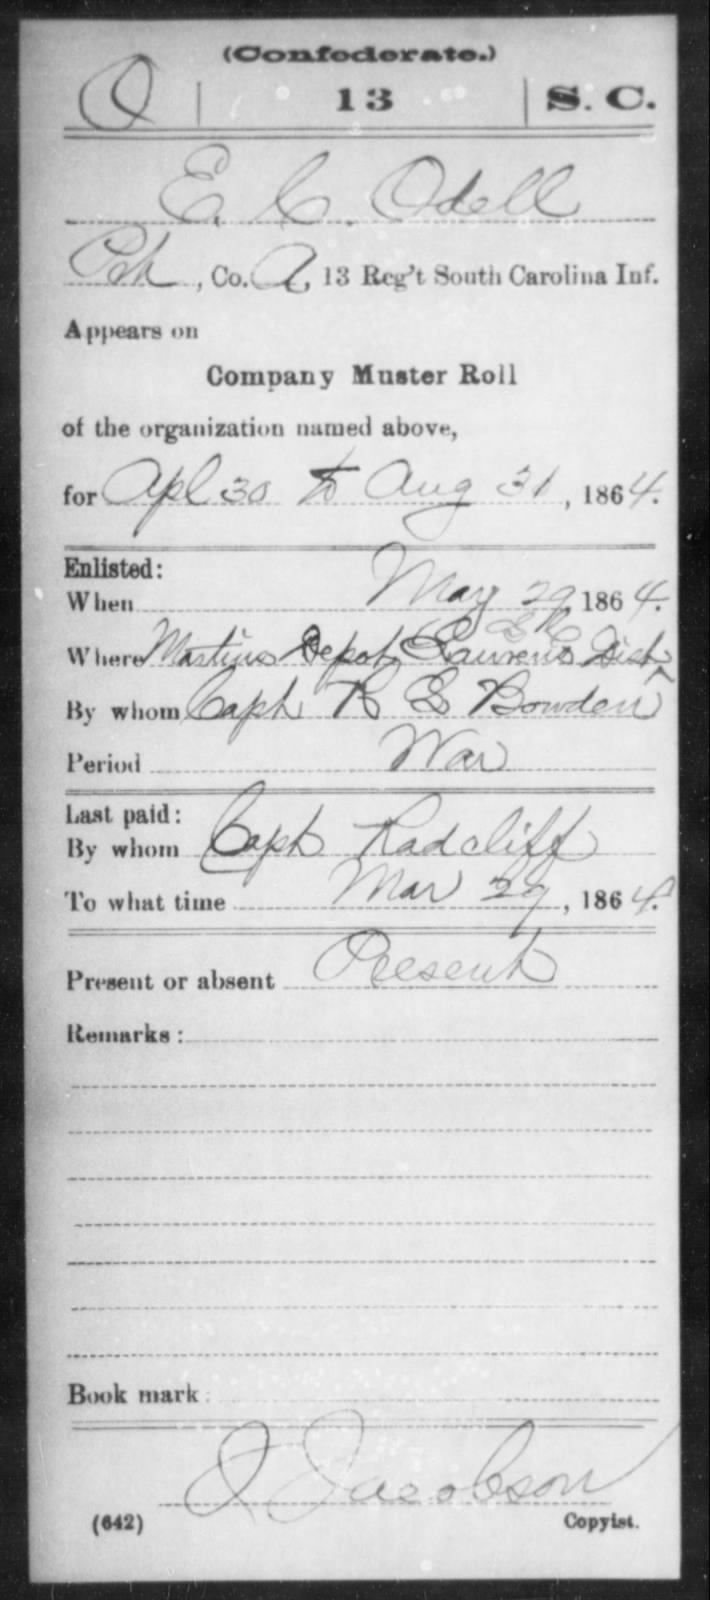 (Confederate.)
O | 13 | S. C.
E. C. Odell
Pvt, Co. A, 13 Reg't South Carolina Inf.
Appears on
Company Muster Roll
of the organization named above,
for Apl 30 to Aug 31, 1864.
Enlisted:
When May 29 1864.
S C
Where Martins Depot, Laurens Dist ^
By whom Capt R S Bowden
Period War
Last paid:
By whom Capt Radcliff
To what time Mar 29, 1864.
Present or absent Present
Remarks:
Book mark:
Jacobson
(642) Copyist.